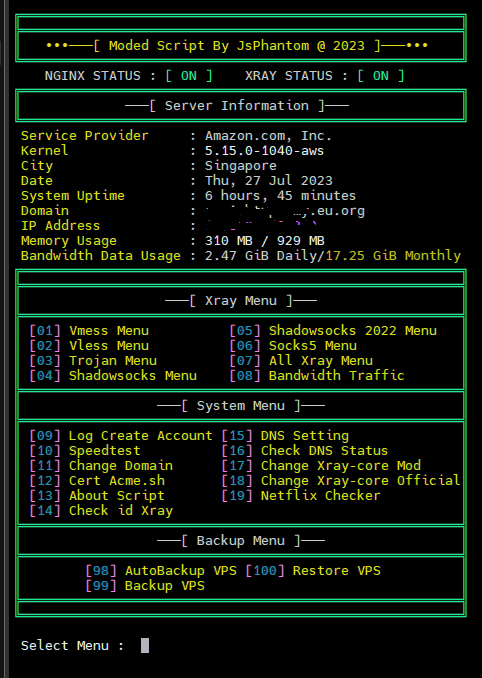 •••───[ Moded Script By JsPhantom @ 2023 ]───•••
NGINX STATUS : [ ON ] XRAY STATUS : [ ON ]
───[ Server Information ]───
Service Provider : Amazon.com, Inc.
Kernel : 5.15.0-1040-aws
City : Singapore
Date : Thu, 27 Jul 2023
System Uptime : 6 hours, 45 minutes
Domain : .eu.org
IP Address :
Memory Usage : 310 MB / 929 MB
Bandwidth Data Usage : 2.47 GiB Daily/17.25 GiB Monthly
───[ Xray Menu ]───
[01] Vmess Menu [05] Shadowsocks 2022 Menu
[02] Vless Menu [06] Socks5 Menu
[03] Trojan Menu [07] All Xray Menu
[04] Shadowsocks Menu [08] Bandwidth Traffic
───[ System Menu ]───
[09] Log Create Account [15] DNS Setting
[10] Speedtest [16] Check DNS Status
[11] Change Domain [17] Change Xray-core Mod
[12] Cert Acme.sh [18] Change Xray-core Official
[13] About Script [19] Netflix Checker
[14] Check id Xray
───[ Backup Menu ]───
[98] AutoBackup VPS [100] Restore VPS
[99] Backup VPS
Select Menu :